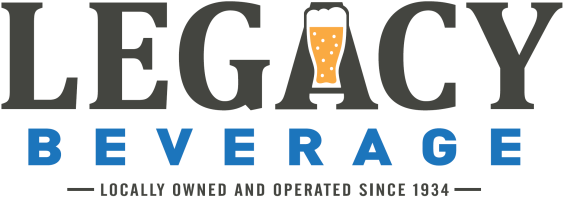 LEGACY
BEVERAGE
LOCALLY OWNED AND OPERATED SINCE 1934